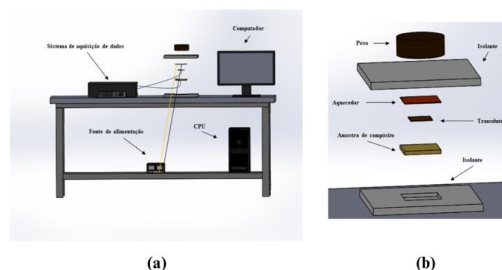 Computador
Sistema de aquisição de dados
Fonte de alimentação
CPU
(a)
Peso
Isolante
Aquecedor
Transdutor
Amostra de compósito
Isolante
(b)